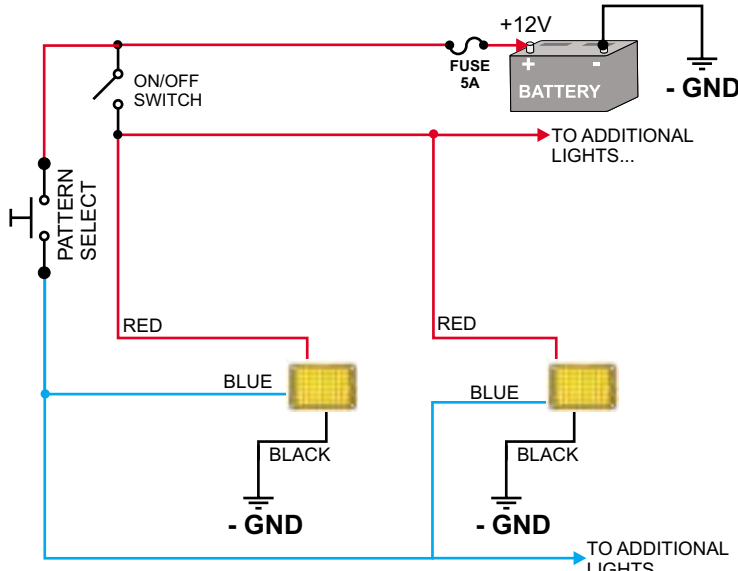 +12V
FUSE
5A
+ -
BATTERY
- GND
ON/OFF
SWITCH
TO ADDITIONAL
LIGHTS...
PATTERN
SELECT
RED
RED
BLUE
BLUE
BLACK
BLACK
- GND
- GND
TO ADDITIONAL
LIGHTS